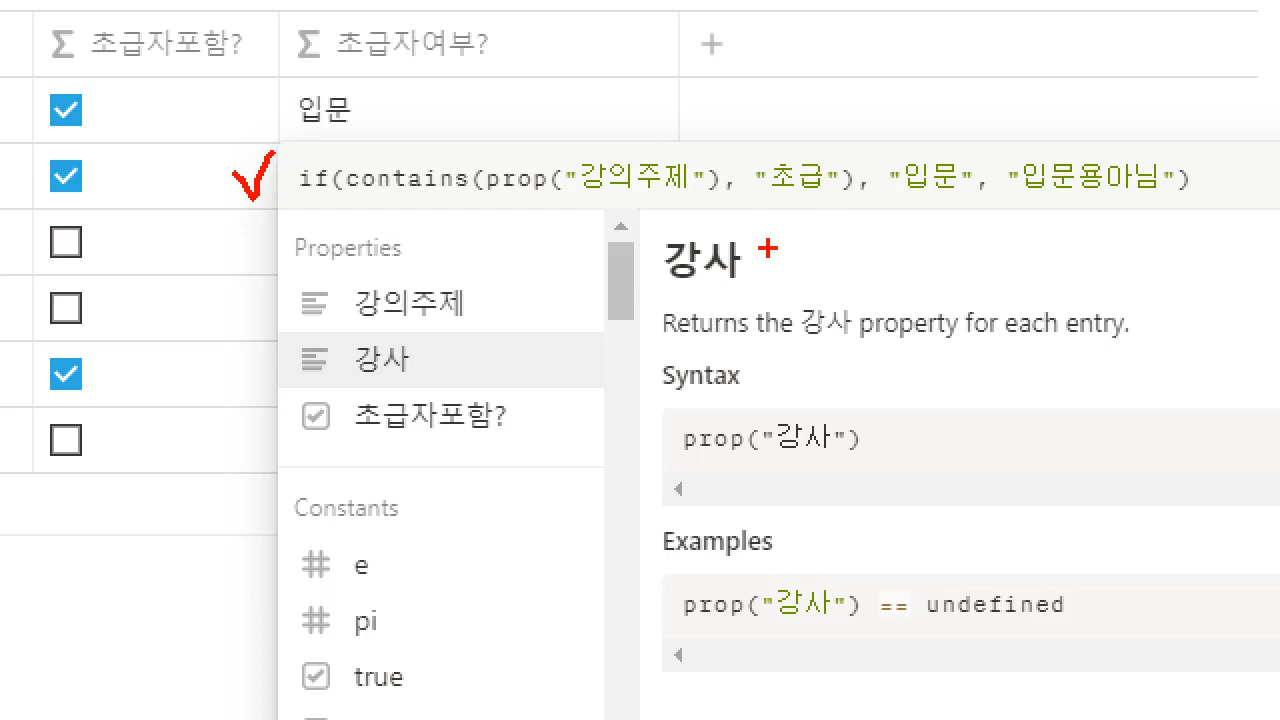 초급자포함? 초급자여부? +
입문
if(contains(prop("강의주제"), "초급"), "입문", "입문용아님")
Properties
강의주제
강사
초급자포함?
Constants
e
pi
true
강사
Returns the 강사 property for each entry.
Syntax
prop("강사")
Examples
prop("강사") == undefined